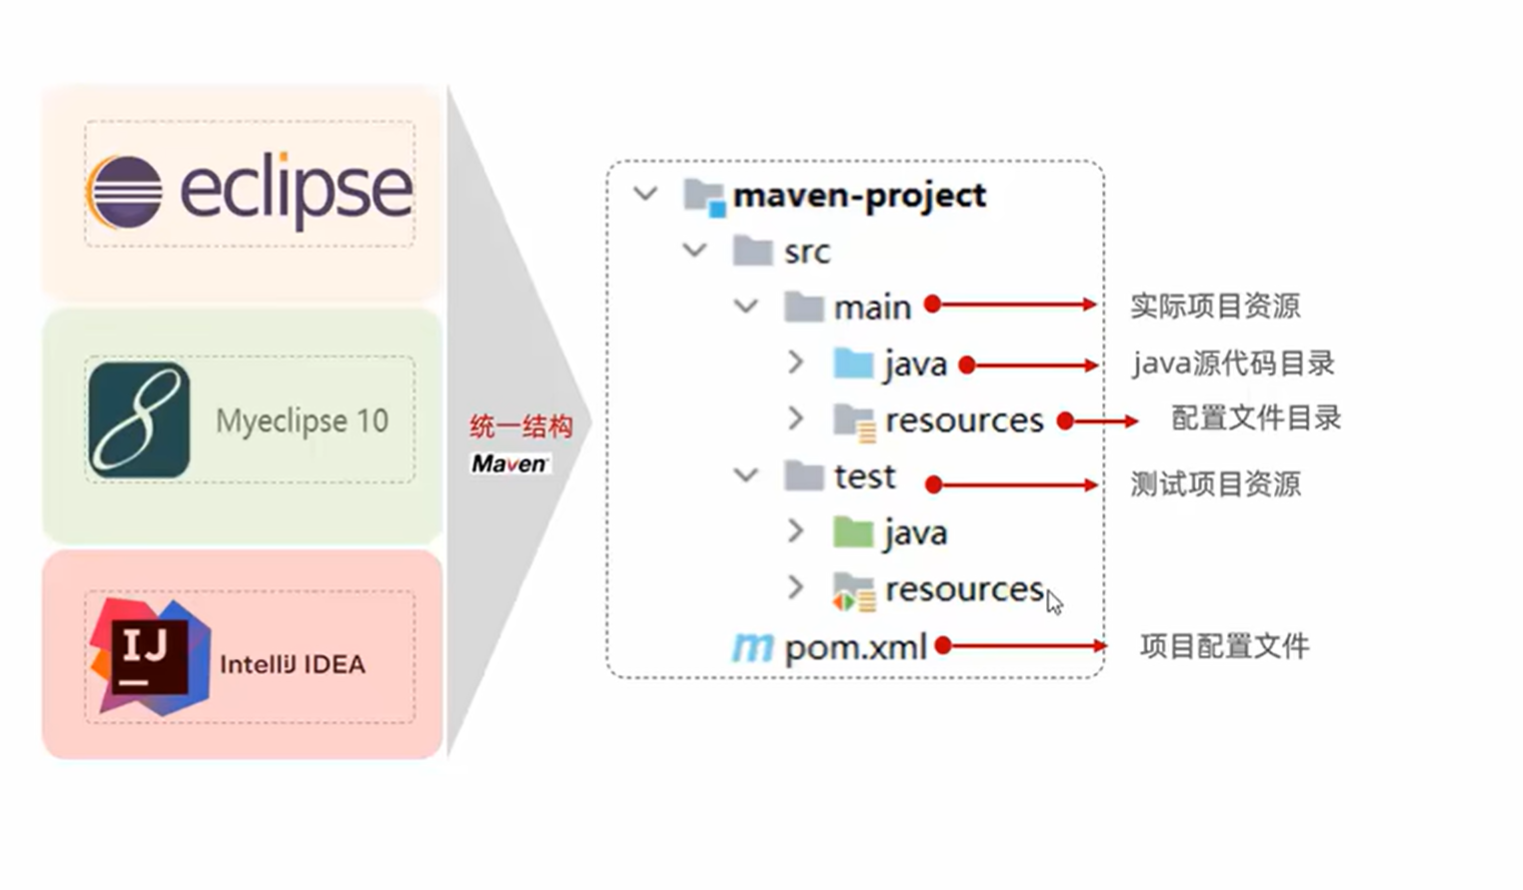 eclipse
Myeclipse 10
IJ
IntelliJ IDEA
统一结构
Maven
maven-project
src
main
实际项目资源
java
java源代码目录
resources
配置文件目录
test
测试项目资源
java
resources
pom.xml
项目配置文件